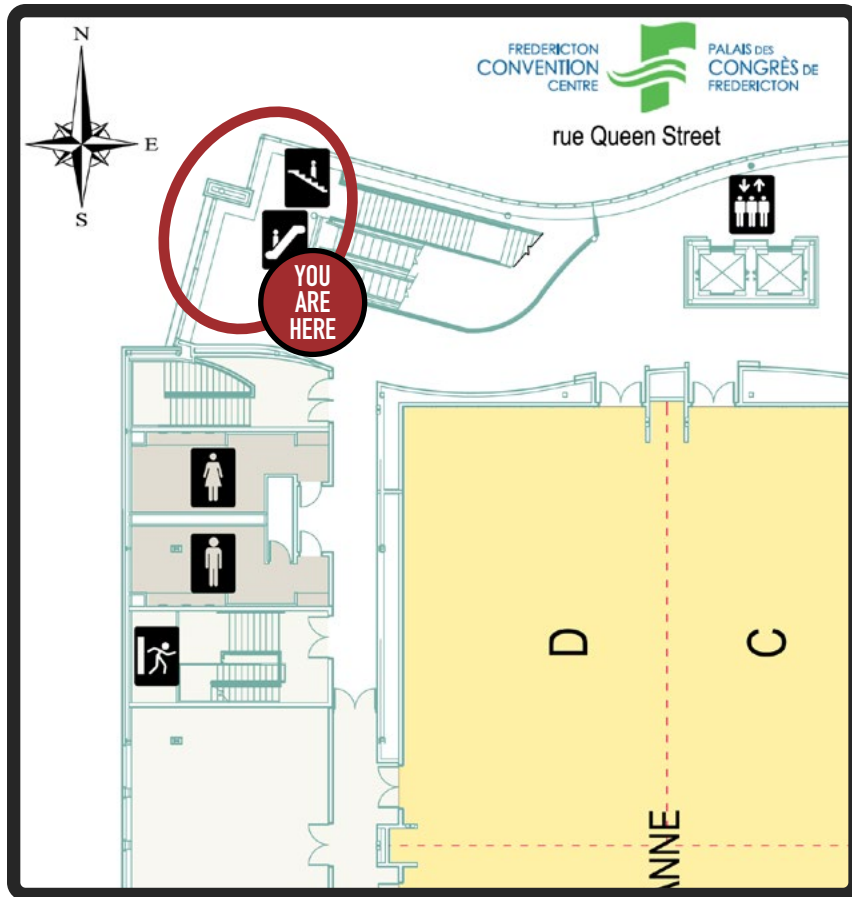 N
E
S
FREDERICTON
CONVENTION
CENTRE
PALAIS DES
CONGRÈS DE
FREDERICTON
rue Queen Street
YOU
ARE
HERE
D
C
ANNE